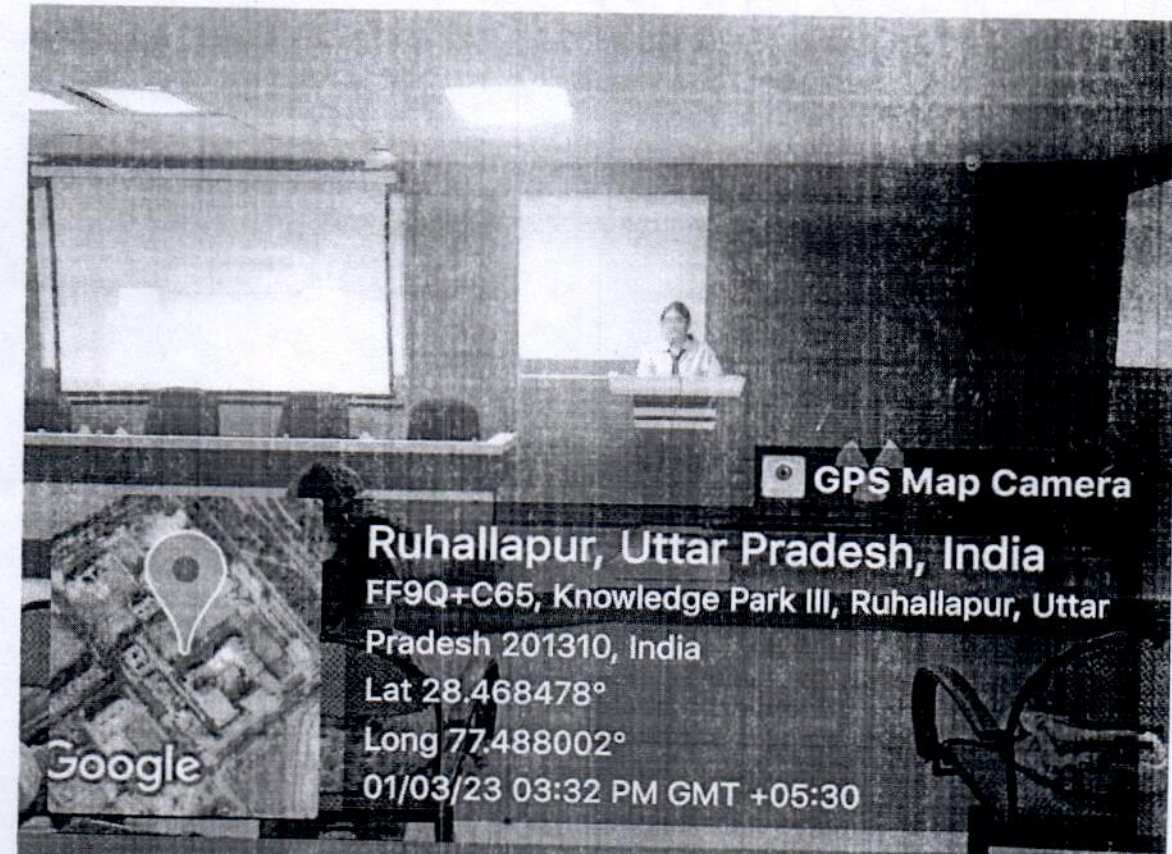 GPS Map Camera
Ruhallapur, Uttar Pradesh, India
FF9Q+C65, Knowledge Park III, Ruhallapur, Uttar
Pradesh 201310, India
Lat 28.468478°
Long 77.488002°
01/03/23 03:32 PM GMT +05:30
Google